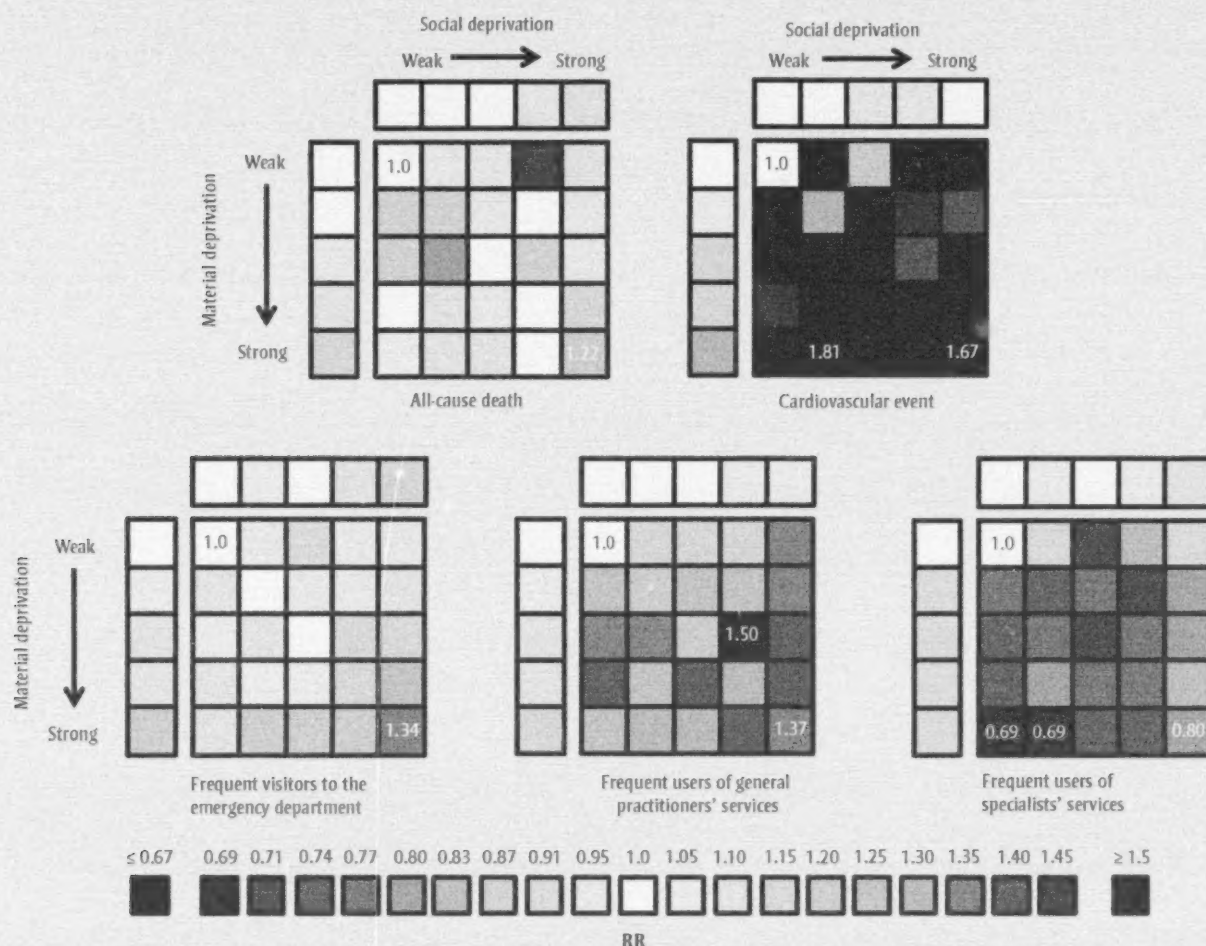 Social deprivation
Weak Strong
Social deprivation
Weak Strong
Material deprivation
Weak
Strong
1.0
1.22
All-cause death
1.0
1.81 1.67
Cardiovascular event
Material deprivation
Weak
Strong
1.0
1.34
Frequent visitors to the
emergency department
1.0
1.50
1.37
Frequent users of general
practitioners' services
1.0
0.69 0.69 0.80
Frequent users of
specialists' services
≤ 0.67 0.69 0.71 0.74 0.77 0.80 0.83 0.87 0.91 0.95 1.0 1.05 1.10 1.15 1.20 1.25 1.30 1.35 1.40 1.45 ≥ 1.5
RR